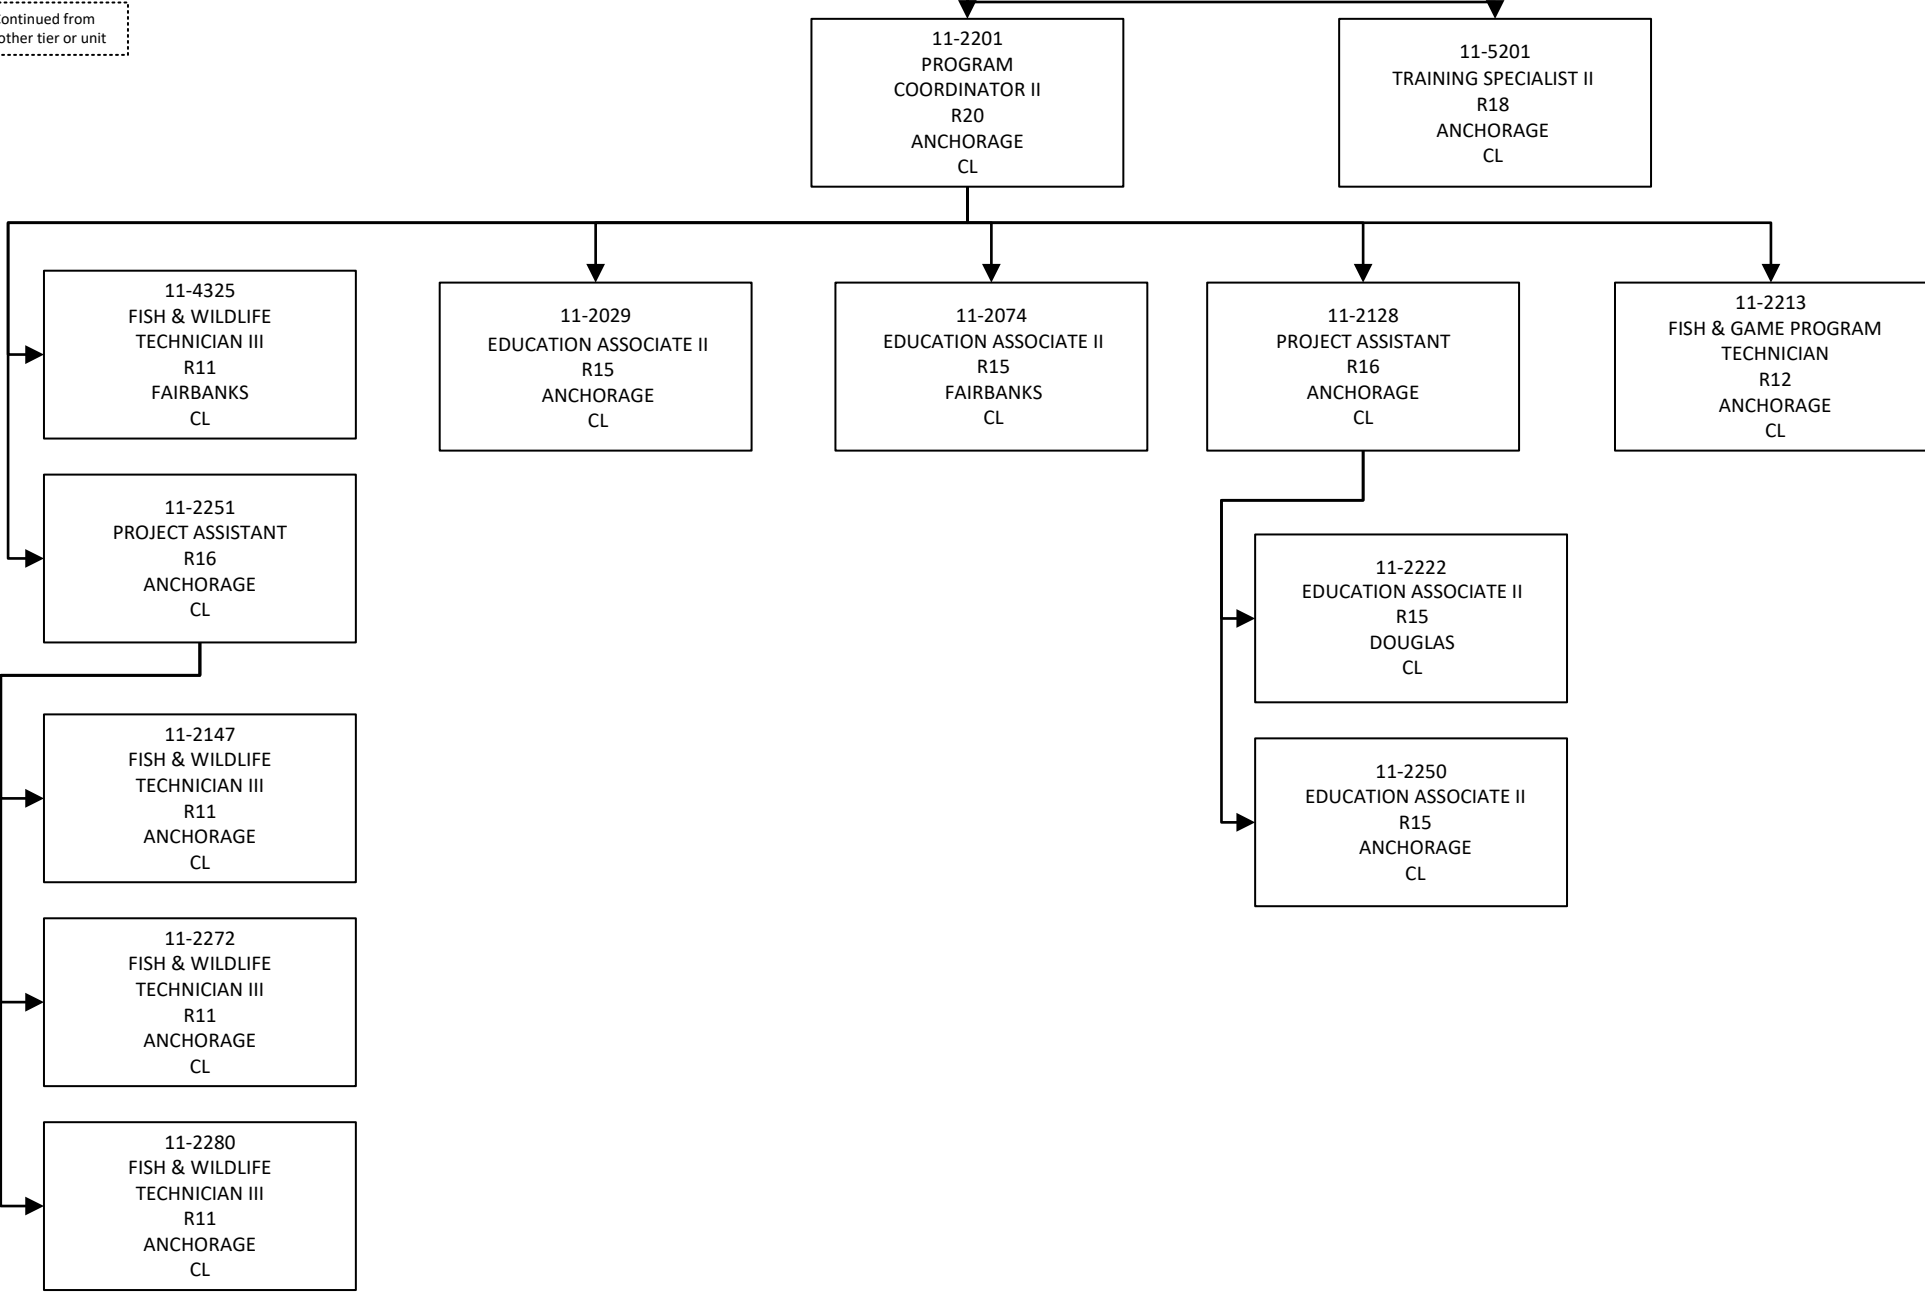 Continued from
other tier or unit
11-2201
PROGRAM
COORDINATOR II
R20
ANCHORAGE
CL
11-5201
TRAINING SPECIALIST II
R18
ANCHORAGE
CL
11-4325
FISH & WILDLIFE
TECHNICIAN III
R11
FAIRBANKS
CL
11-2029
EDUCATION ASSOCIATE II
R15
ANCHORAGE
CL
11-2074
EDUCATION ASSOCIATE II
R15
FAIRBANKS
CL
11-2128
PROJECT ASSISTANT
R16
ANCHORAGE
CL
11-2213
FISH & GAME PROGRAM
TECHNICIAN
R12
ANCHORAGE
CL
11-2251
PROJECT ASSISTANT
R16
ANCHORAGE
CL
11-2222
EDUCATION ASSOCIATE II
R15
DOUGLAS
CL
11-2147
FISH & WILDLIFE
TECHNICIAN III
R11
ANCHORAGE
CL
11-2250
EDUCATION ASSOCIATE II
R15
ANCHORAGE
CL
11-2272
FISH & WILDLIFE
TECHNICIAN III
R11
ANCHORAGE
CL
11-2280
FISH & WILDLIFE
TECHNICIAN III
R11
ANCHORAGE
CL